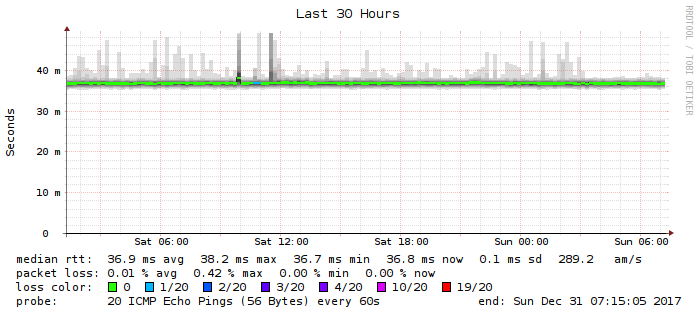 Last 30 Hours
RRDTOOL / TOBI OETIKER
Seconds
40 m
30 m
20 m
10 m
0
Sat 06:00 Sat 12:00 Sat 18:00 Sun 00:00 Sun 06:00
median rtt: 36.9 ms avg 38.2 ms max 36.7 ms min 36.8 ms now 0.1 ms sd 289.2 am/s
packet loss: 0.01 % avg 0.42 % max 0.00 % min 0.00 % now
loss color: 0 1/20 2/20 3/20 4/20 10/20 19/20
probe: 20 ICMP Echo Pings (56 Bytes) every 60s end: Sun Dec 31 07:15:05 2017